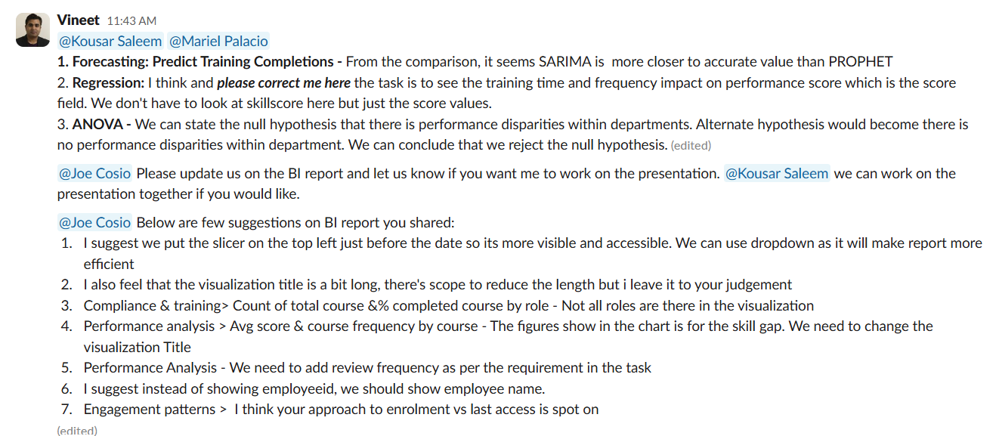 Vineet 11:43 AM
@Kousar Saleem @Mariel Palacio
1. Forecasting: Predict Training Completions - From the comparison, it seems SARIMA is more closer to accurate value than PROPHET
2. Regression: I think and please correct me here the task is to see the training time and frequency impact on performance score which is the score
field. We don't have to look at skillscore here but just the score values.
3. ANOVA - We can state the null hypothesis that there is performance disparities within departments. Alternate hypothesis would become there is
no performance disparities within department. We can conclude that we reject the null hypothesis. (edited)
@Joe Cosio Please update us on the BI report and let us know if you want me to work on the presentation. @Kousar Saleem we can work on the
presentation together if you would like.
@Joe Cosio Below are few suggestions on BI report you shared:
1. I suggest we put the slicer on the top left just before the date so its more visible and accessible. We can use dropdown as it will make report more
efficient
2. I also feel that the visualization title is a bit long, there's scope to reduce the length but i leave it to your judgement
3. Compliance & training> Count of total course &% completed course by role - Not all roles are there in the visualization
4. Performance analysis > Avg score & course frequency by course - The figures show in the chart is for the skill gap. We need to change the
visualization Title
5. Performance Analysis - We need to add review frequency as per the requirement in the task
6. I suggest instead of showing employeeid, we should show employee name.
7. Engagement patterns > I think your approach to enrolment vs last access is spot on
(edited)